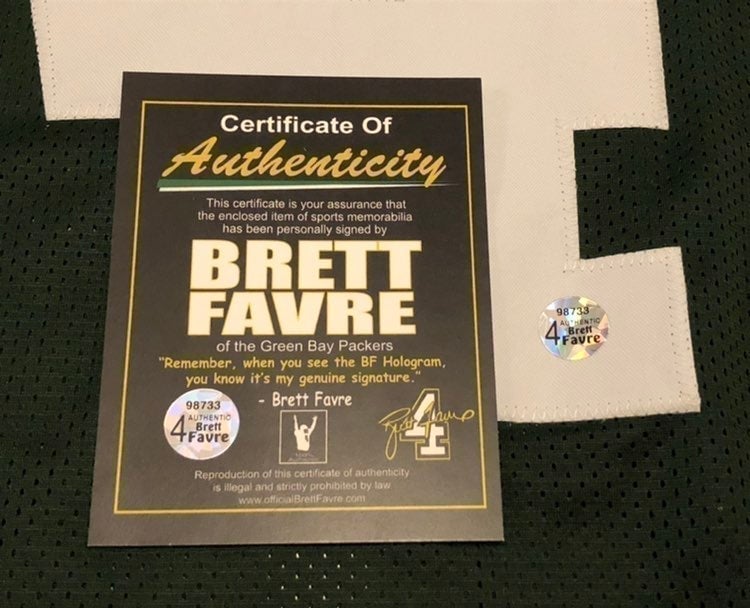 Certificate Of
Authenticity
This certificate is your assurance that
the enclosed item of sports memorabilia
has been personally signed by
BRETT
FAVRE
of the Green Bay Packers
"Remember, when you see the BF Hologram,
you know it's my genuine signature."
- Brett Favre
98733
AUTHENTIC
4 Brett
Favre
4
Reproduction of this certificate of authenticity
is illegal and strictly prohibited by law
www.officialBrettFavre.com
98733
AUTHENTIC
4 Brett
Favre